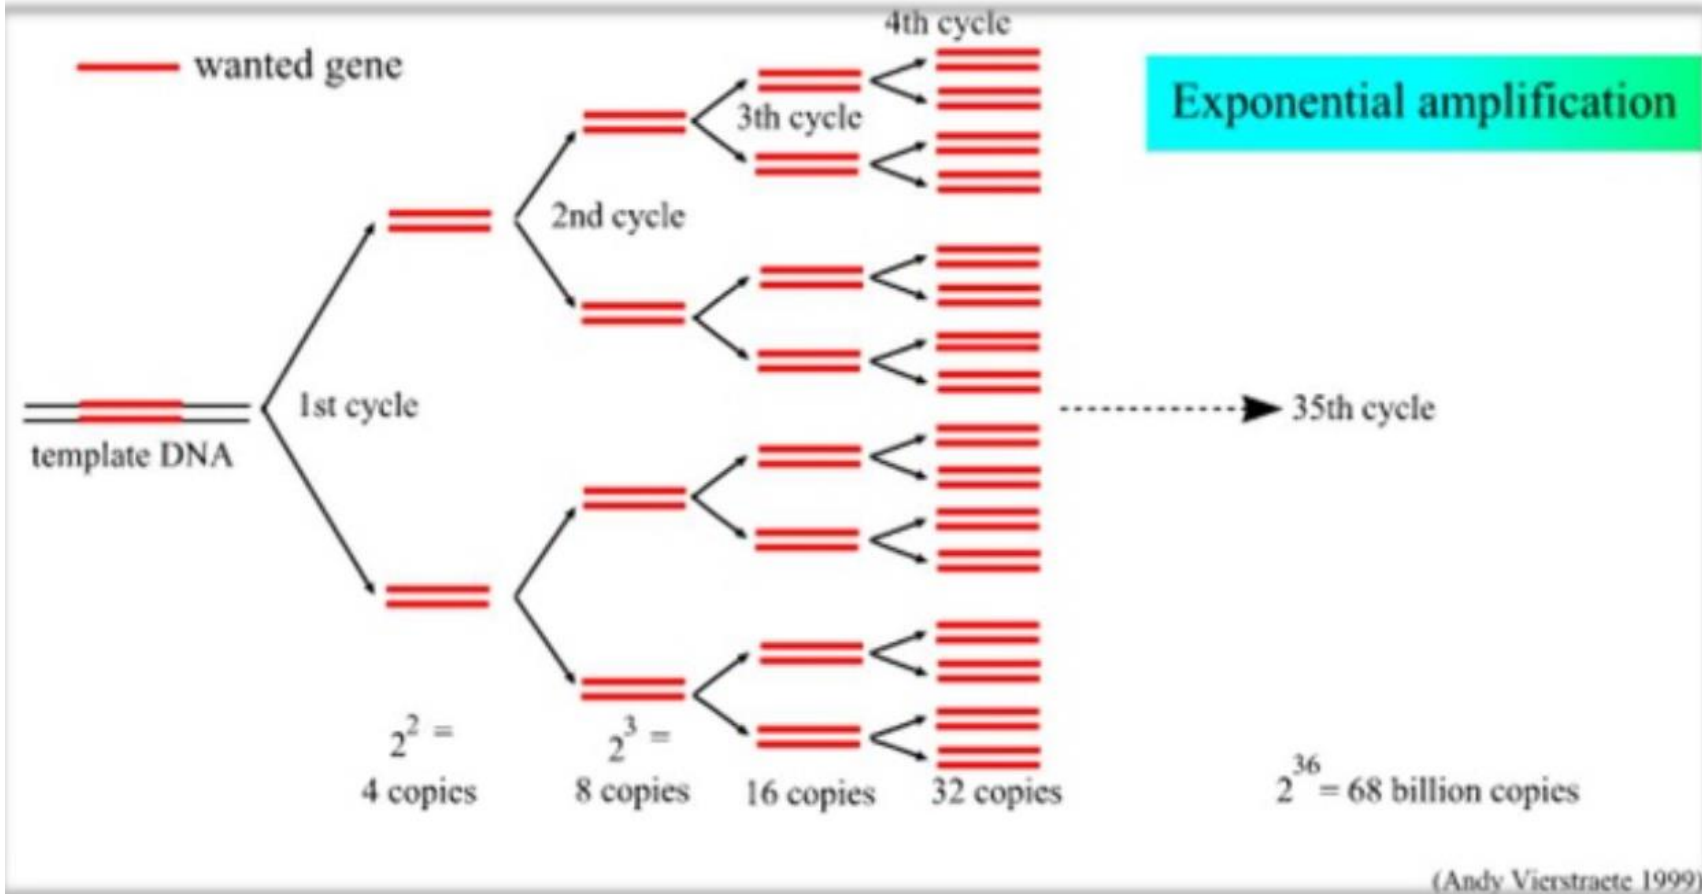 4th cycle
wanted gene
Exponential amplification
3th cycle
2nd cycle
1st cycle
35th cycle
template DNA
2^2 =
4 copies
2^3 =
8 copies
16 copies
32 copies
2^36 = 68 billion copies
(Andy Vierstraete 1999)